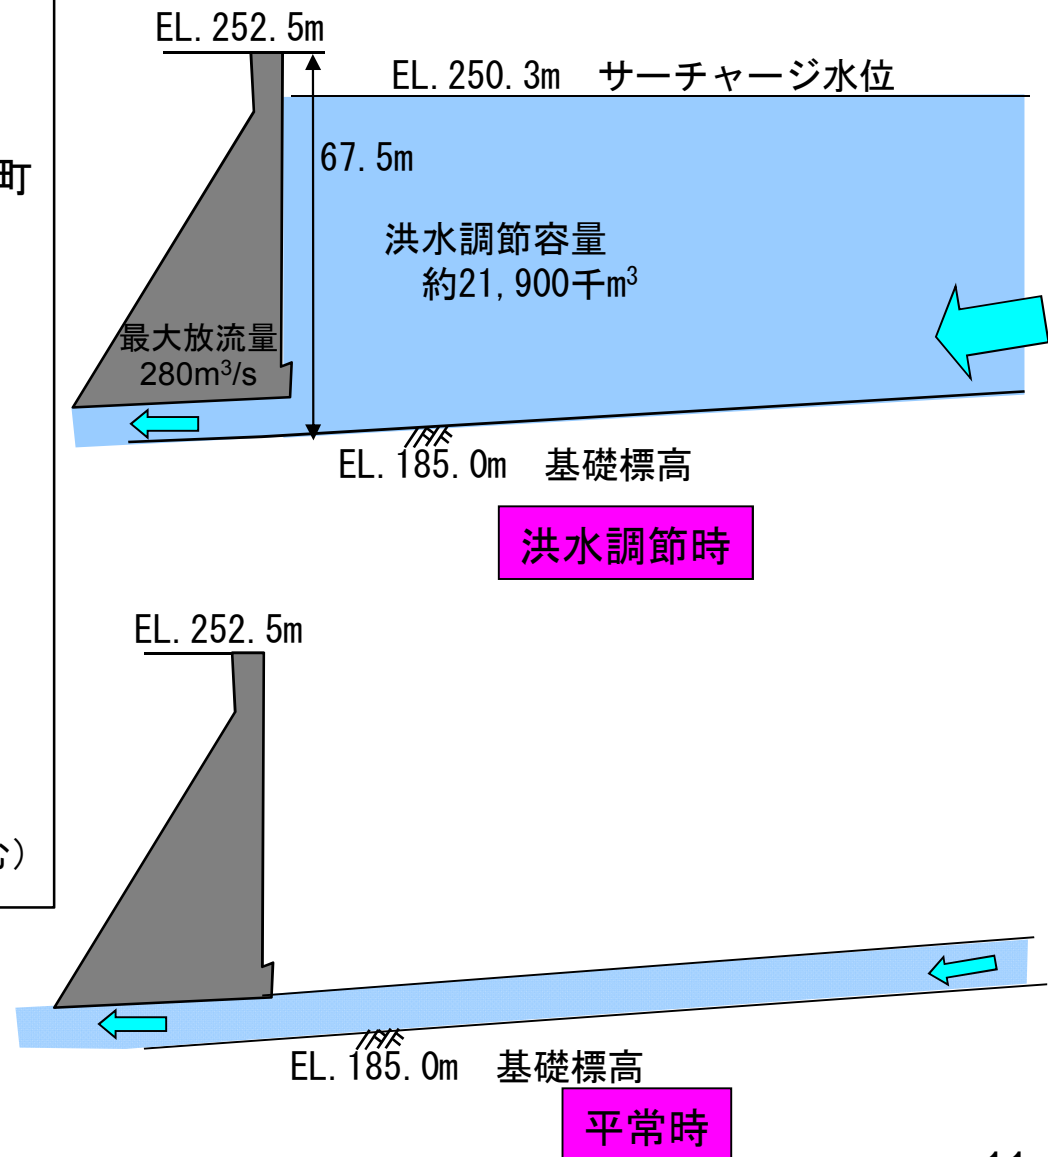 EL.252.5m
EL.250.3m サーチャージ水位
町
67.5m
洪水調節容量
約21,900千m³
最大放流量
280m³/s
EL.185.0m 基礎標高
洪水調節時
EL.252.5m
む）
EL.185.0m 基礎標高
平常時